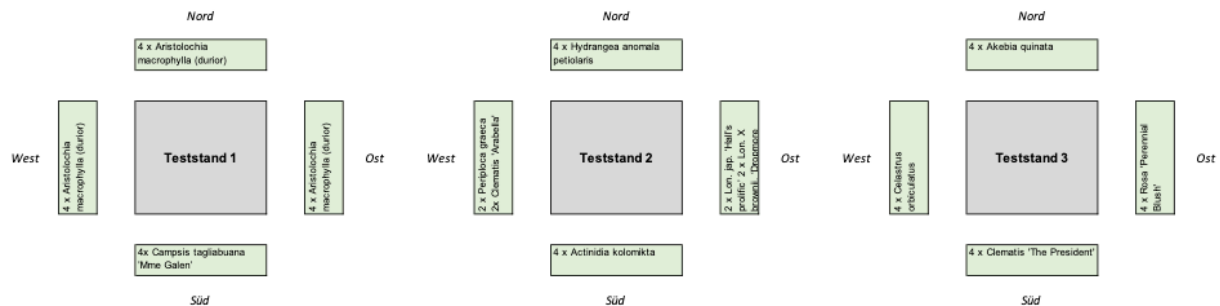 Nord
4 x Aristolochia
macrophylla (durior)
West
4 x Aristolochia
macrophylla (durior)
Teststand 1
4 x Aristolochia
macrophylla (durior)
Ost
4x Campsis tagliabuana
'Mme Galen'
Süd
Nord
4 x Hydrangea anomala
petiolaris
West
2 x Periploca graeca
2x Clematis 'Arabella'
Teststand 2
2 x Lon. jap. 'Hall's
prolific' 2 x Lon. X
brownii 'Dropmore
Ost
4 x Actinidia kolomikta
Süd
Nord
4 x Akebia quinata
West
4 x Celastrus
orbiculatus
Teststand 3
4 x Rosa 'Perennial
Blush'
Ost
4 x Clematis 'The President'
Süd